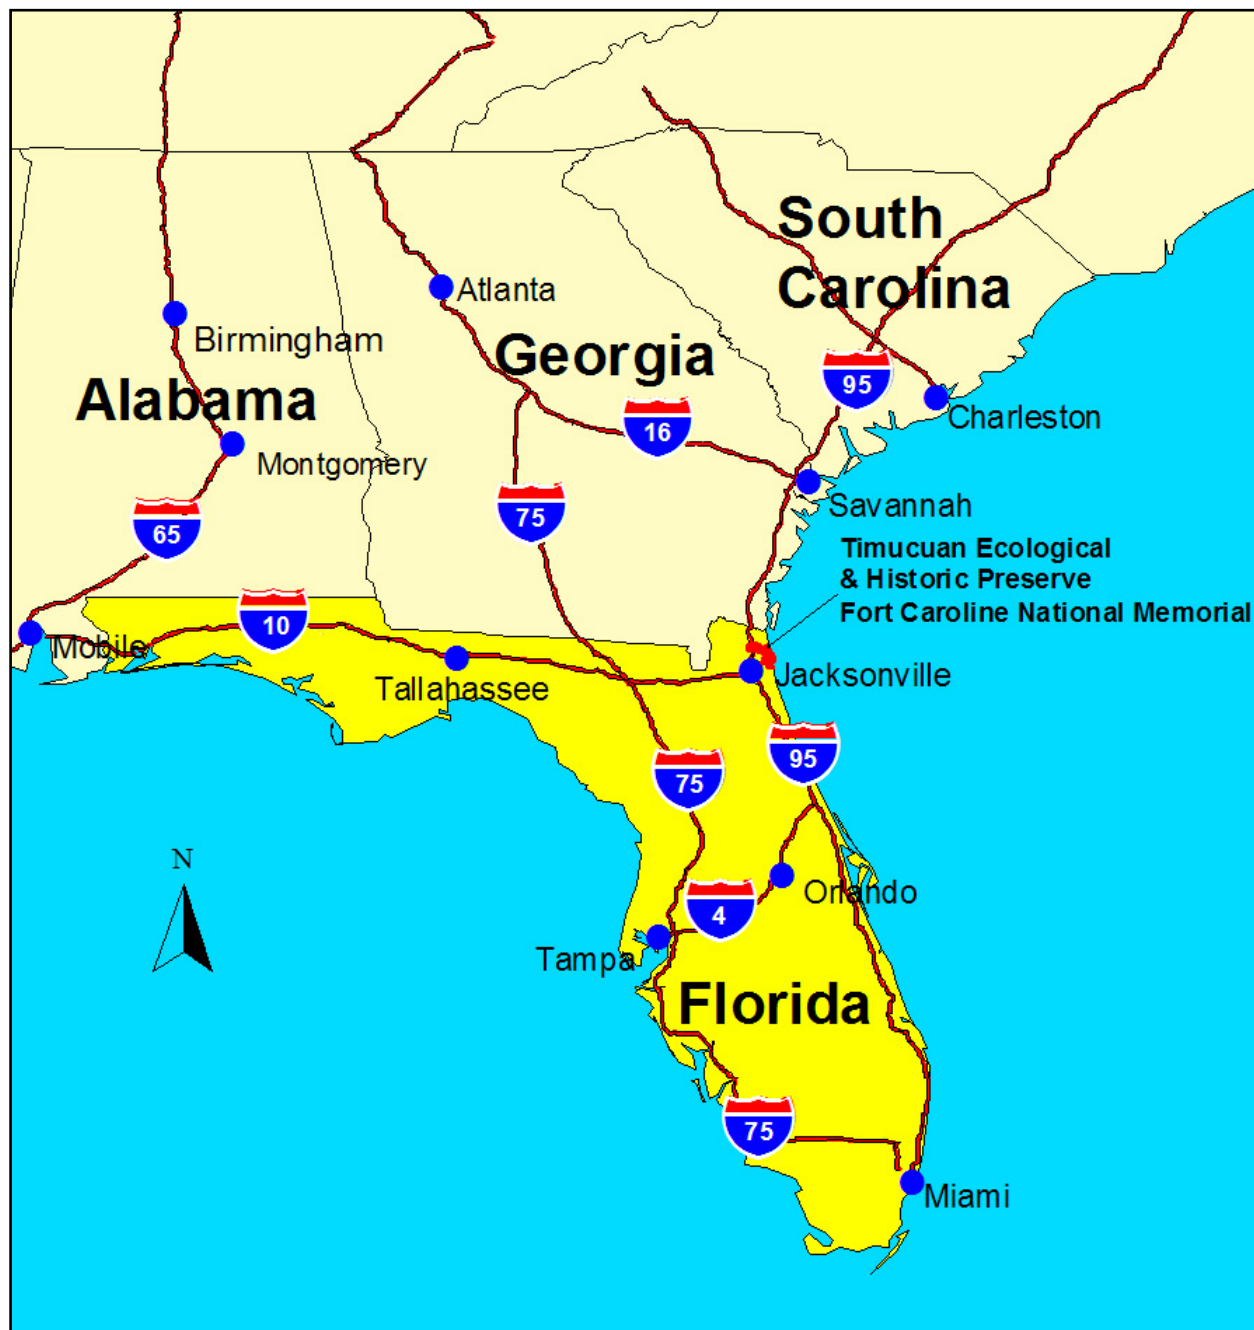 South
Carolina
Atlanta
Birmingham
Georgia
Alabama
95
Charleston
16
Montgomery
Savannah
75
65
Timucuan Ecological
& Historic Preserve
Fort Caroline National Memorial
10
Mobile
Tallahassee
Jacksonville
95
75
N
Orlando
4
Tampa
Florida
75
Miami